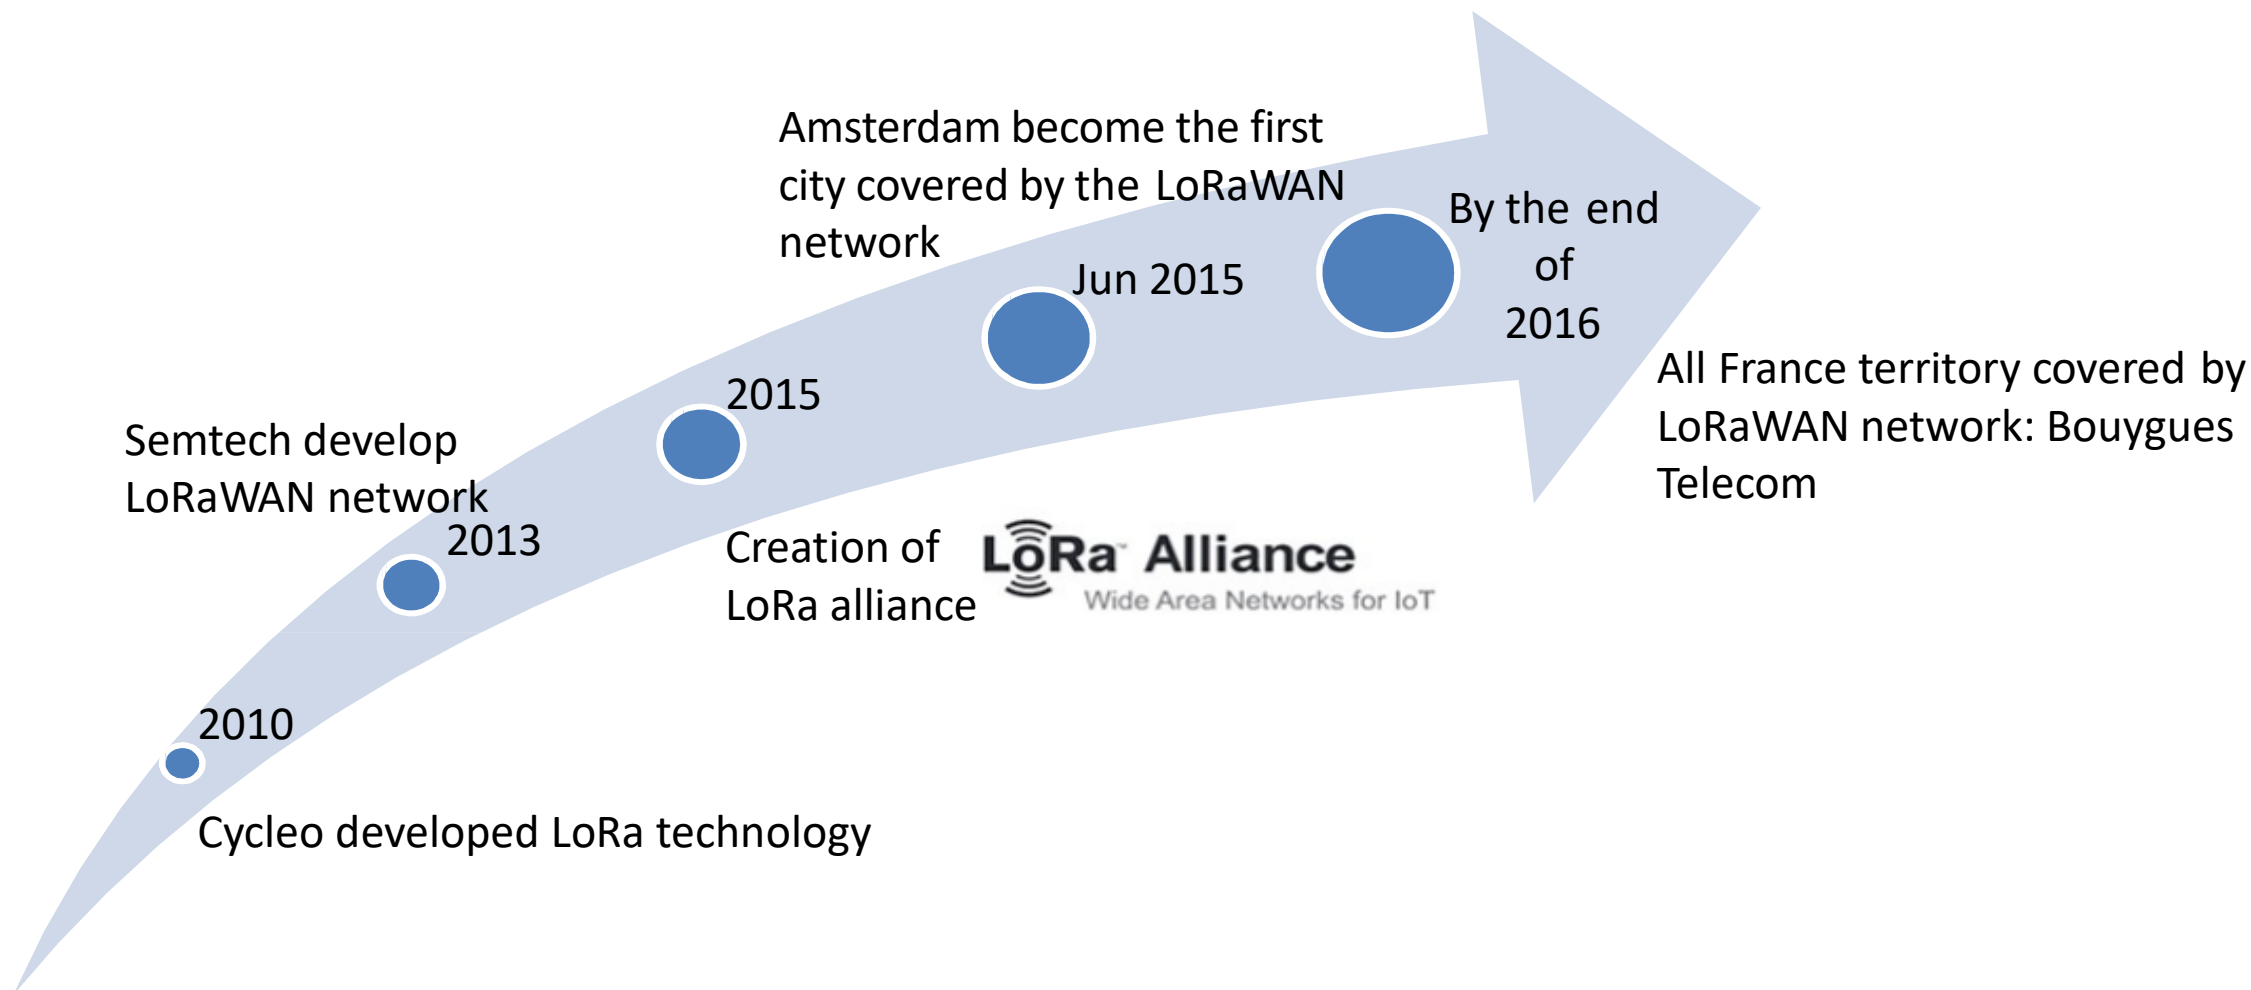 Amsterdam become the first
city covered by the LoRaWAN
network
By the end
of
2016
Jun 2015
All France territory covered by
LoRaWAN network: Bouygues
Telecom
2015
Semtech develop
LoRaWAN network
2013
Creation of
LoRa alliance
LoRa™ Alliance
Wide Area Networks for IoT
2010
Cycleo developed LoRa technology